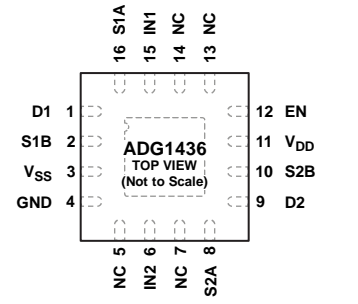 16 S1A
15 IN1
14 NC
13 NC
D1 1
S1B 2
VSS 3
GND 4
ADG1436
TOP VIEW
(Not to Scale)
12 EN
11 VDD
10 S2B
9 D2
NC 5
IN2 6
NC 7
S2A 8